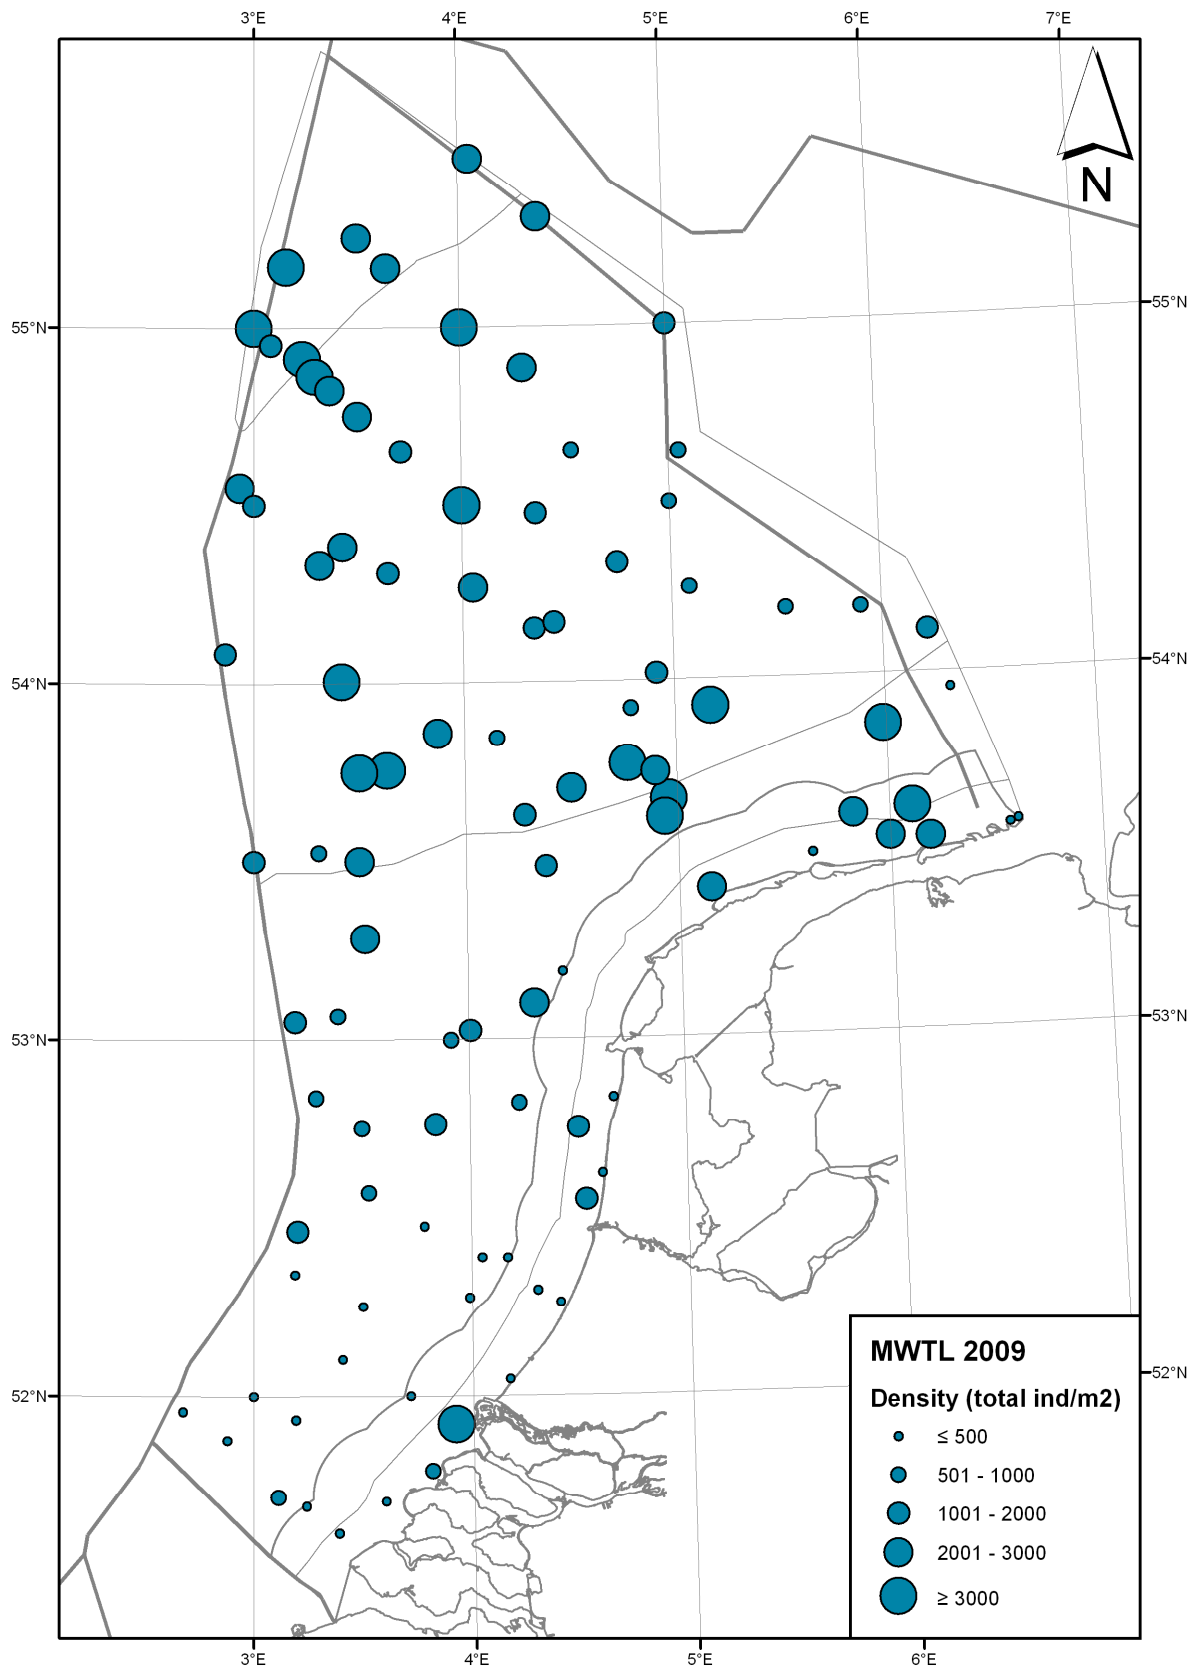 3°E 4°E 5°E 6°E 7°E
N
55°N 55°N
54°N 54°N
53°N 53°N
52°N 52°N
MWTL 2009
Density (total ind/m2)
≤ 500
501 - 1000
1001 - 2000
2001 - 3000
≥ 3000
3°E 4°E 5°E 6°E